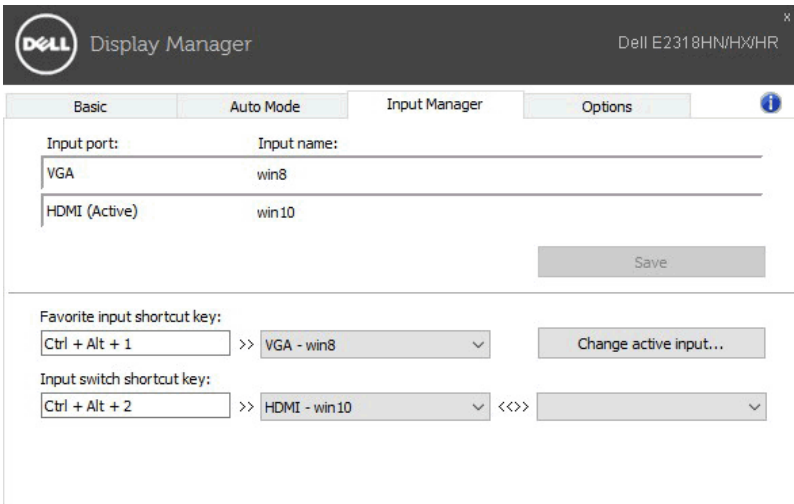 x
DELL Display Manager Dell E2318HN/HX/HR
Basic Auto Mode Input Manager Options i
Input port: Input name:
VGA win8
HDMI (Active) win10
Save
Favorite input shortcut key:
Ctrl + Alt + 1 >> VGA - win8 Change active input...
Input switch shortcut key:
Ctrl + Alt + 2 >> HDMI - win10 <<>>